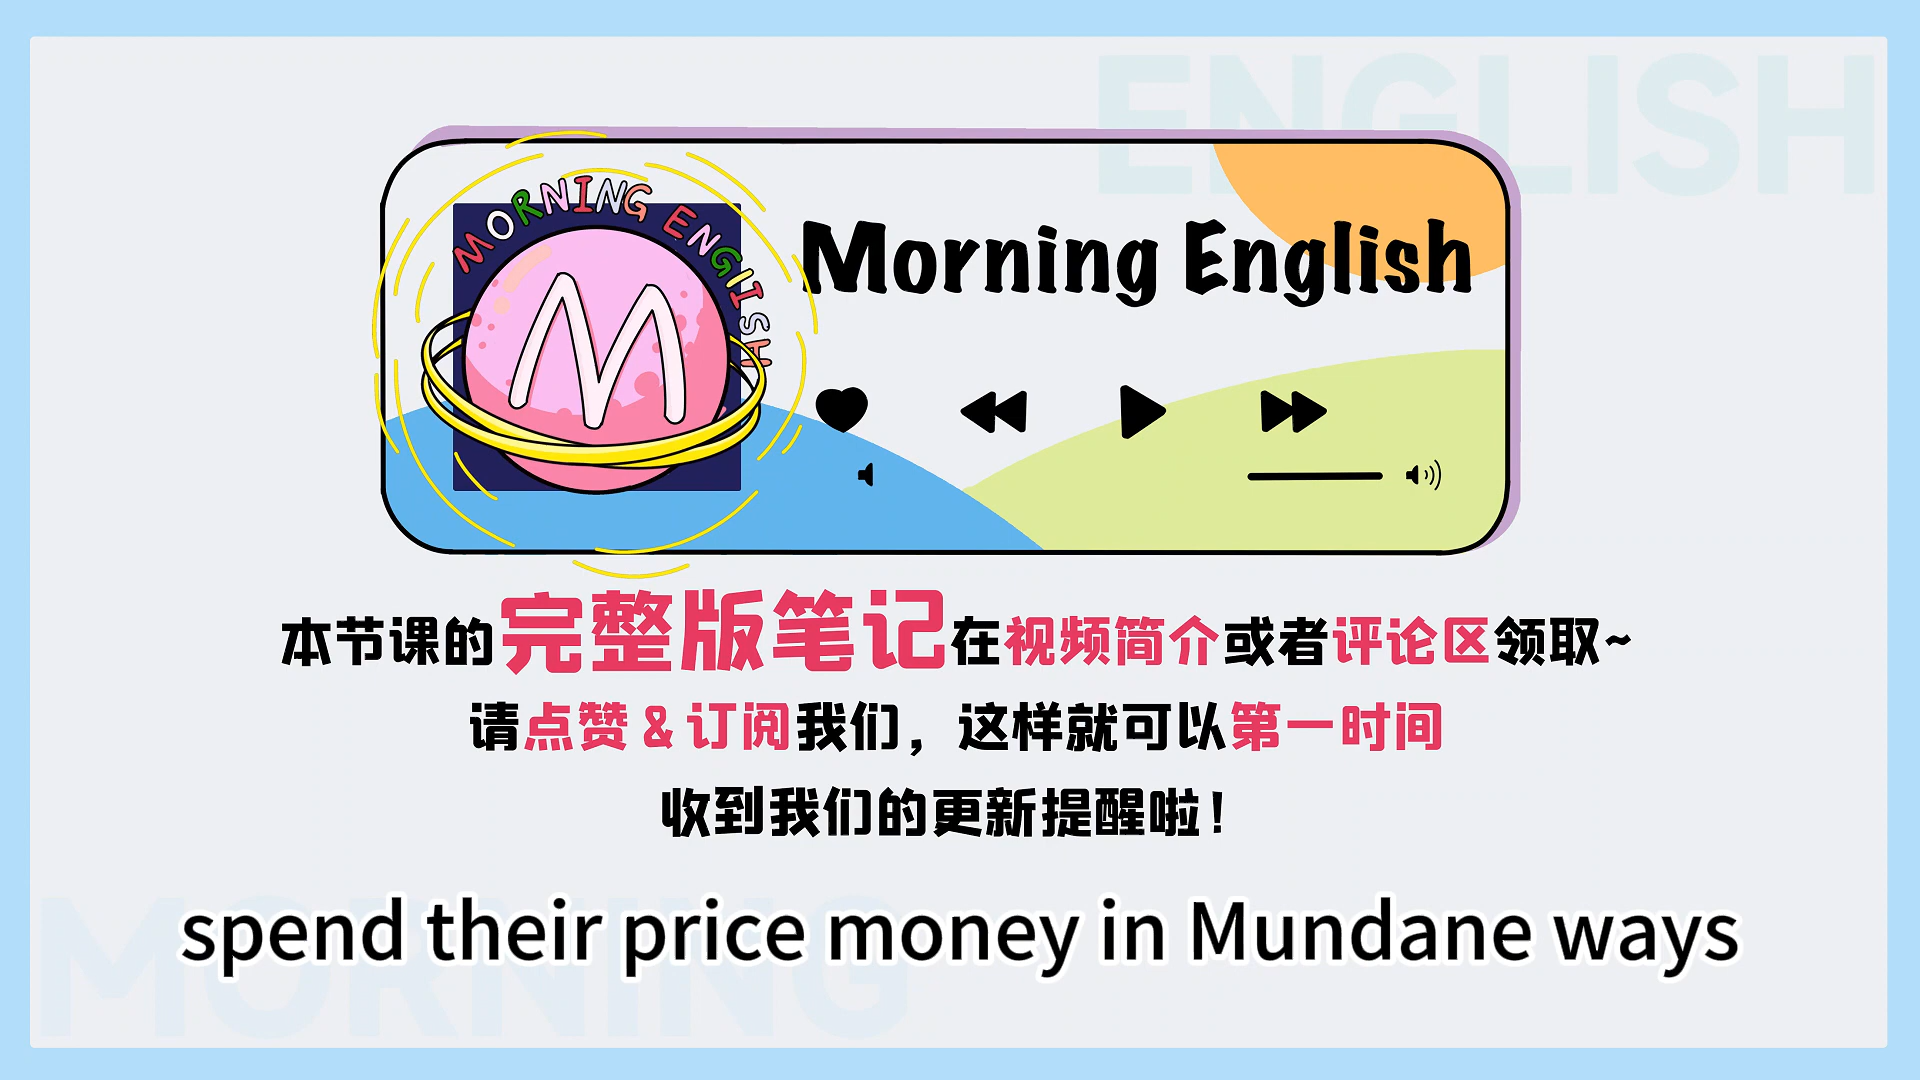 ENGLISH
MORNING ENGLISH
M
Morning English
本节课的完整版笔记在视频简介或者评论区领取~
请点赞&订阅我们，这样就可以第一时间
收到我们的更新提醒啦！
MORNING
spend their price money in Mundane ways